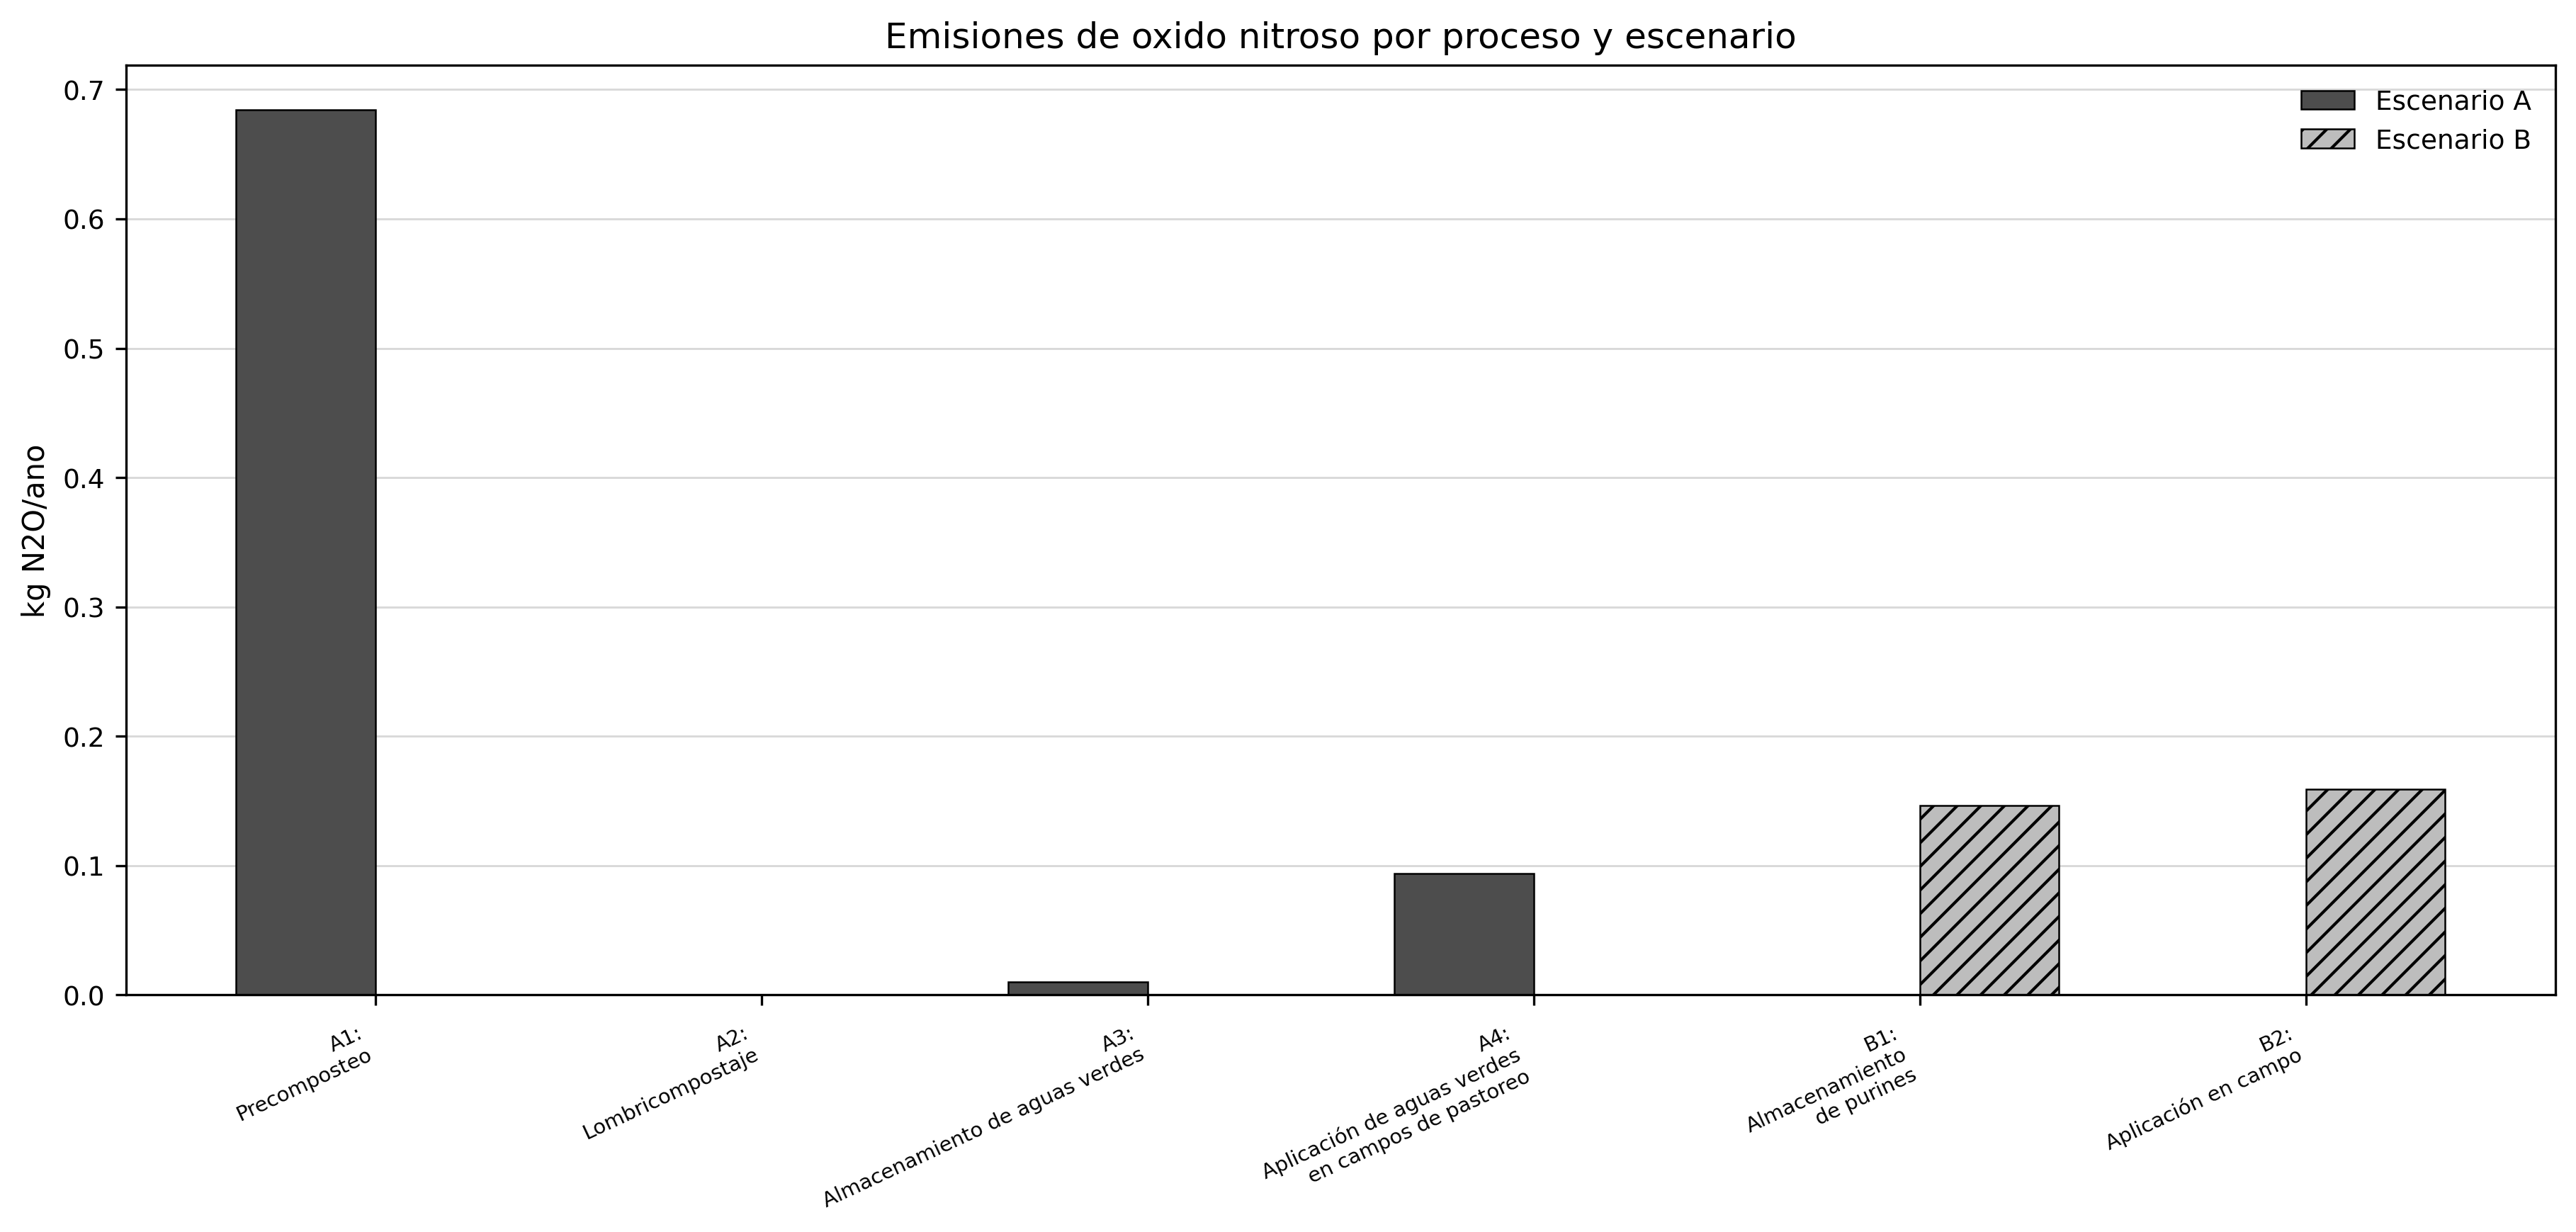 Emisiones de oxido nitroso por proceso y escenario
kg N2O/ano
0.7
0.6
0.5
0.4
0.3
0.2
0.1
0.0
Escenario A
Escenario B
A1:
Precomposteo
A2:
Lombricompostaje
A3:
Almacenamiento de aguas verdes
A4:
Aplicación de aguas verdes
en campos de pastoreo
B1:
Almacenamiento
de purines
B2:
Aplicación en campo